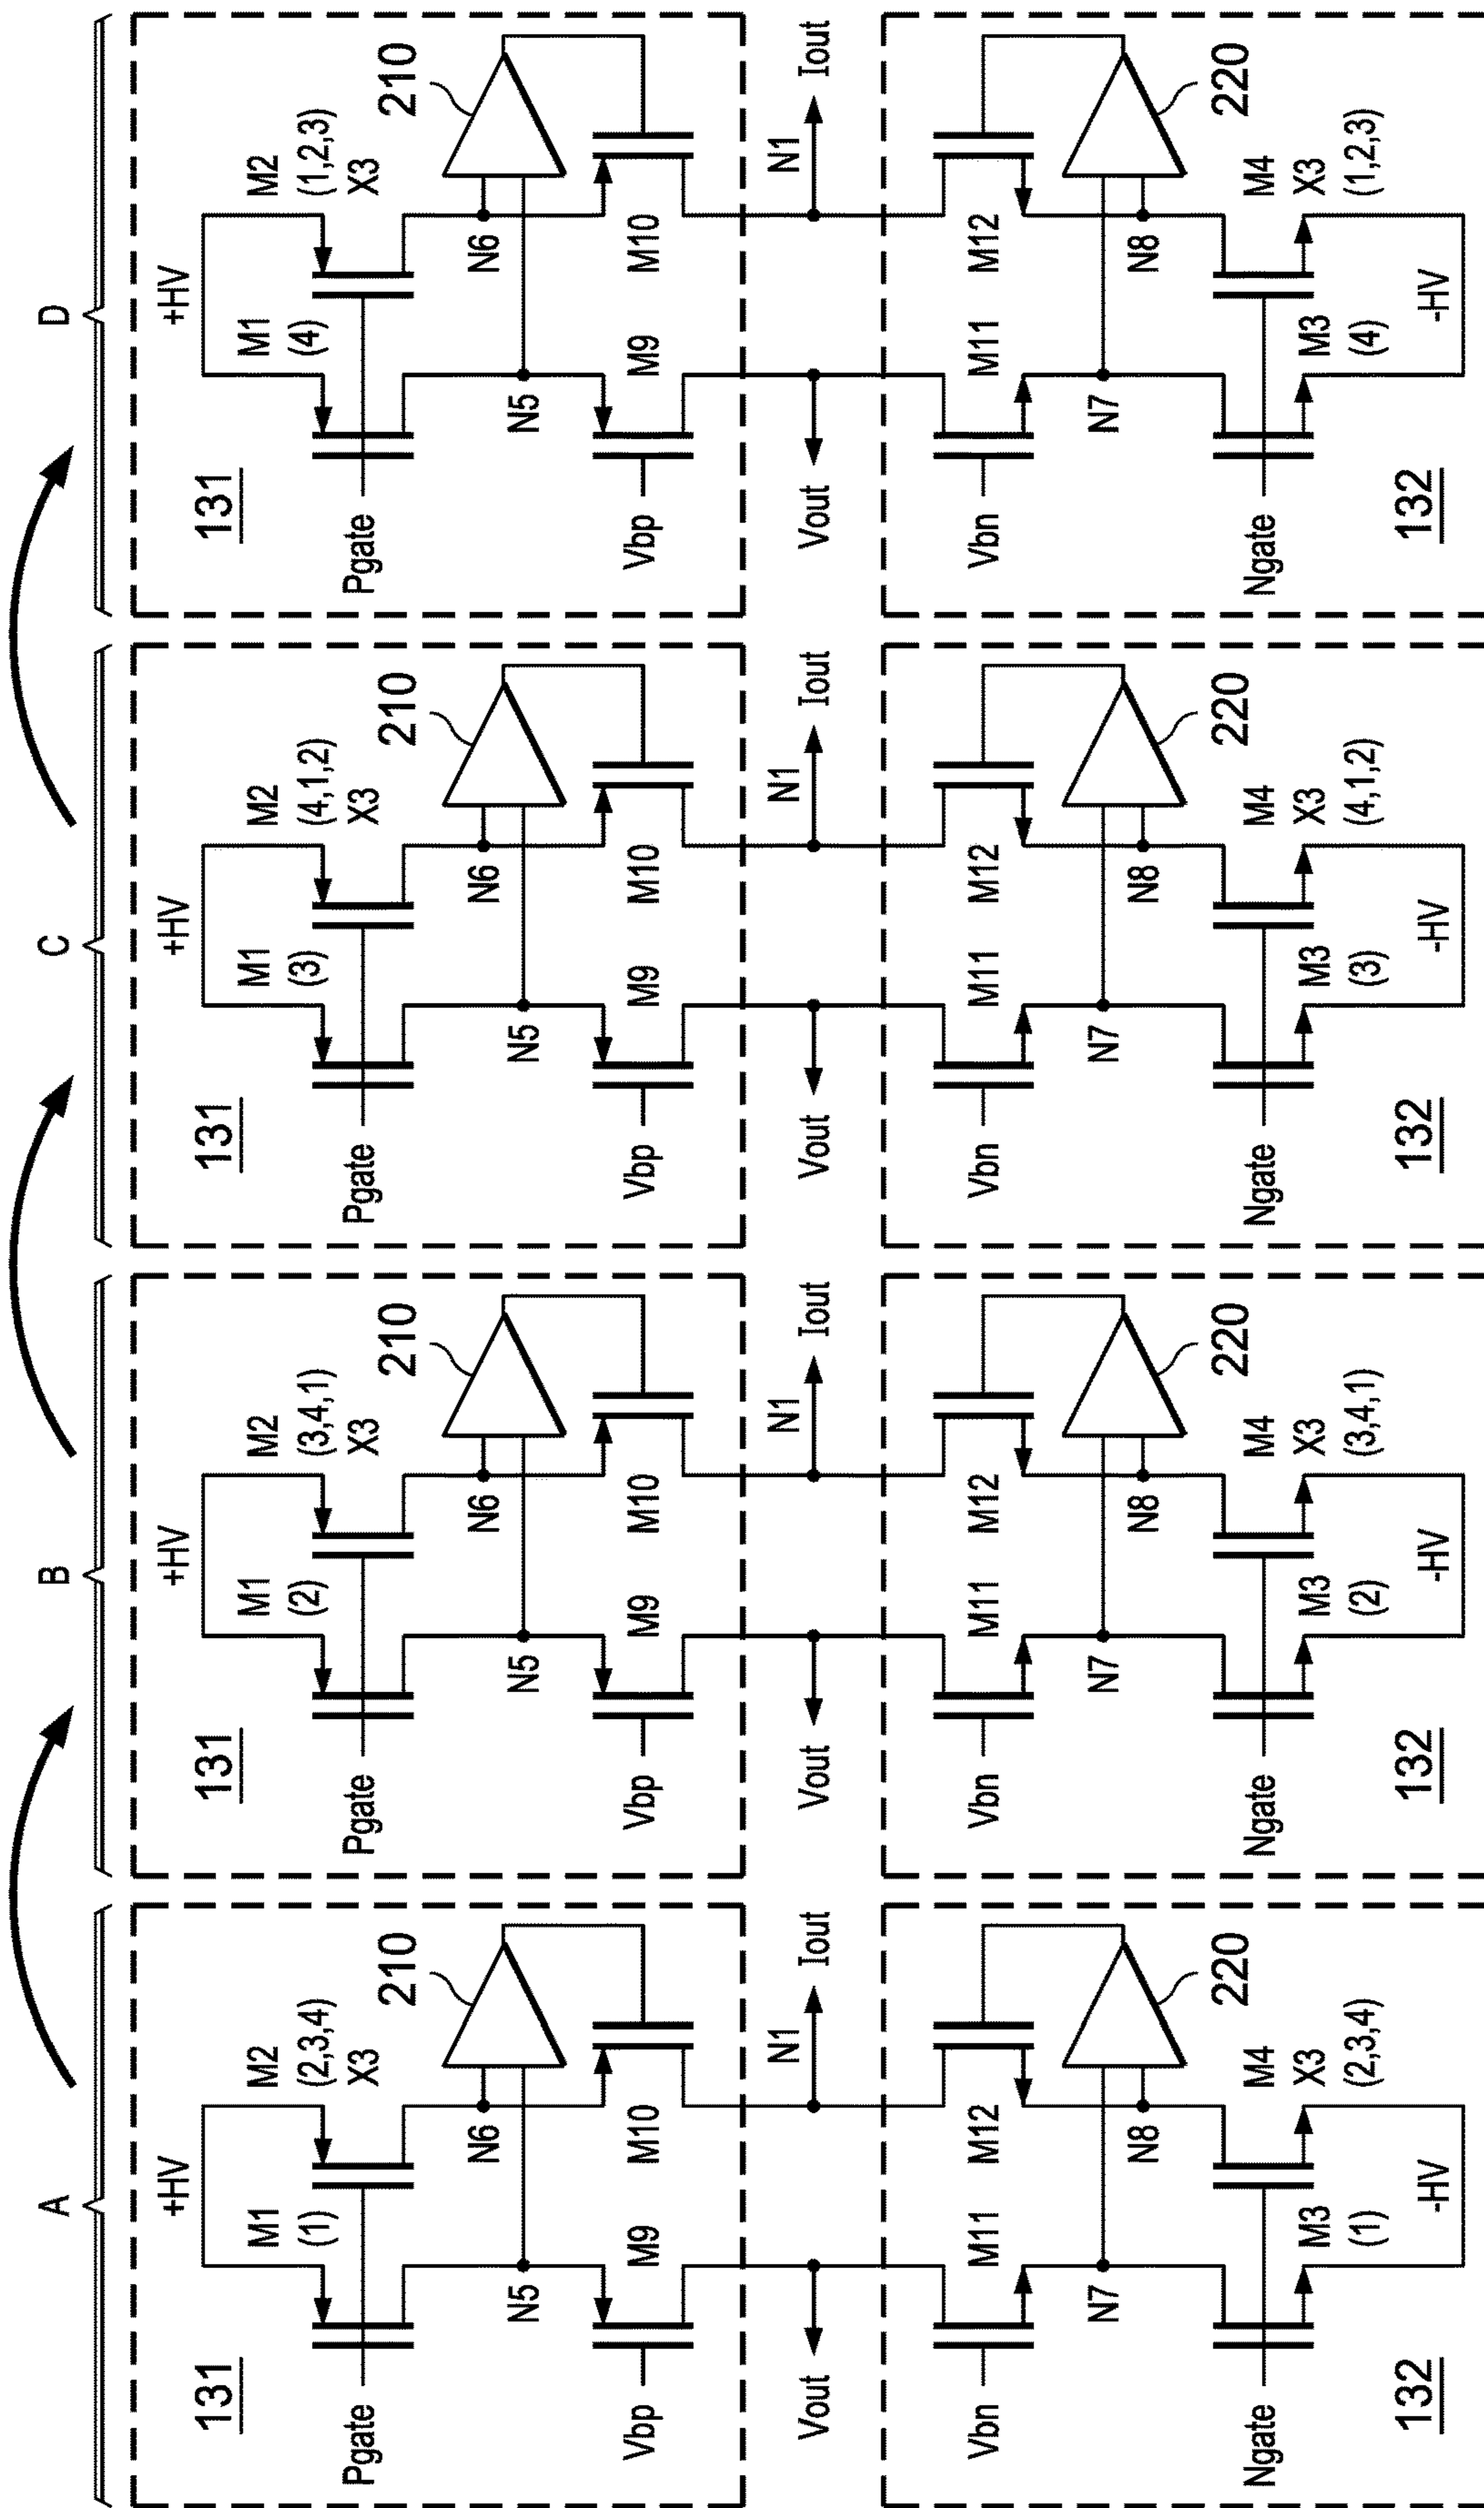 A
131
+HV
M1
(1)
M2
(2,3,4)
X3
Pgate
210
N5
N6
Vbp
M9
M10
Vout
N1
Iout
Vbn
M11
M12
N7
N8
220
Ngate
M3
(1)
M4
X3
(2,3,4)
132
-HV
B
131
+HV
M1
(2)
M2
(3,4,1)
X3
Pgate
210
N5
N6
Vbp
M9
M10
Vout
N1
Iout
Vbn
M11
M12
N7
N8
220
Ngate
M3
(2)
M4
X3
(3,4,1)
132
-HV
C
131
+HV
M1
(3)
M2
(4,1,2)
X3
Pgate
210
N5
N6
Vbp
M9
M10
Vout
N1
Iout
Vbn
M11
M12
N7
N8
220
Ngate
M3
(3)
M4
X3
(4,1,2)
132
-HV
D
131
+HV
M1
(4)
M2
(1,2,3)
X3
Pgate
210
N5
N6
Vbp
M9
M10
Vout
N1
Iout
Vbn
M11
M12
N7
N8
220
Ngate
M3
(4)
M4
X3
(1,2,3)
132
-HV